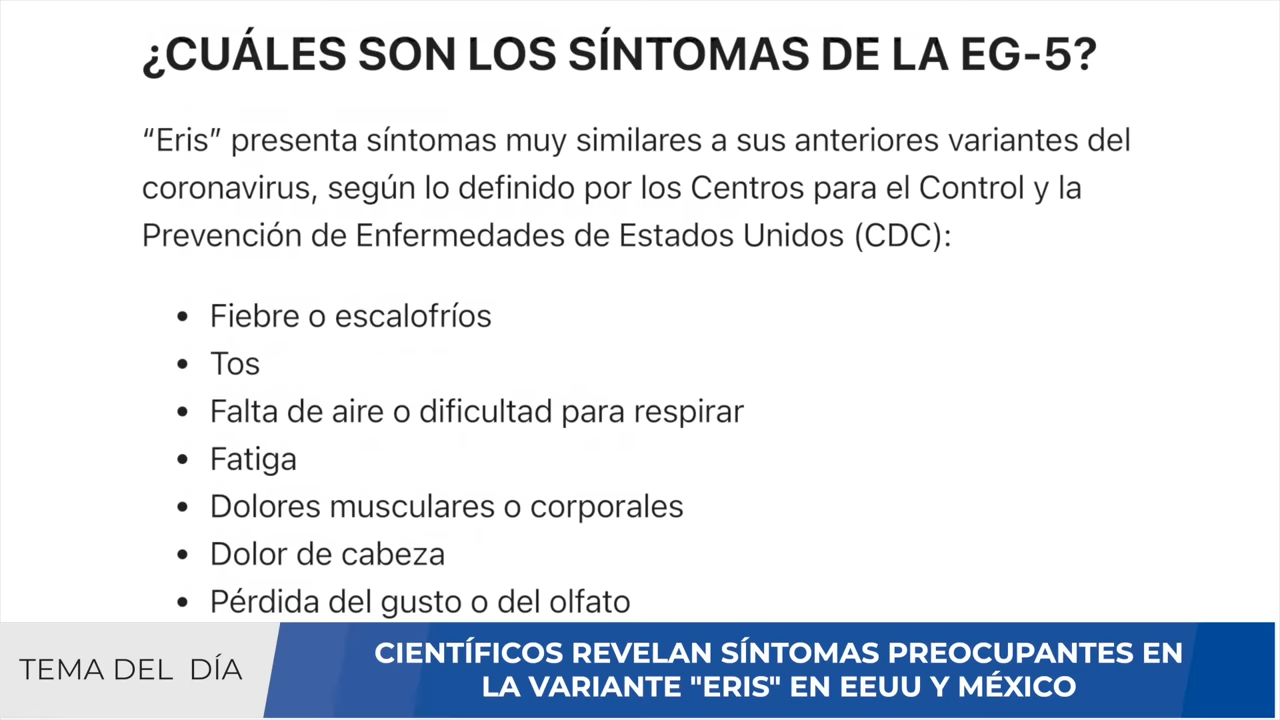 ¿CUÁLES SON LOS SÍNTOMAS DE LA EG-5?
“Eris” presenta síntomas muy similares a sus anteriores variantes del
coronavirus, según lo definido por los Centros para el Control y la
Prevención de Enfermedades de Estados Unidos (CDC):
• Fiebre o escalofríos
• Tos
• Falta de aire o dificultad para respirar
• Fatiga
• Dolores musculares o corporales
• Dolor de cabeza
• Pérdida del gusto o del olfato
TEMA DEL DÍA
CIENTÍFICOS REVELAN SÍNTOMAS PREOCUPANTES EN
LA VARIANTE "ERIS" EN EEUU Y MÉXICO